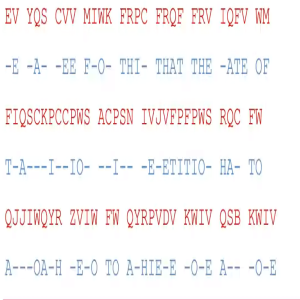 EV YQS CVV MIWK FRPC FRQF FRV IQFV WM
-E -A- -EE F-O- THI- THAT THE -ATE OF
FIQSCKPCCPWS ACPSN IVJVFPFPWS RQC FW
T-A---I--IO- --I-- -E-ETITIO- HA- TO
QJJIWQYR ZVIW FW QYRPVDV KWIV QSB KWIV
A---OA-H -E-O TO A-HIE-E -O-E A-- -O-E